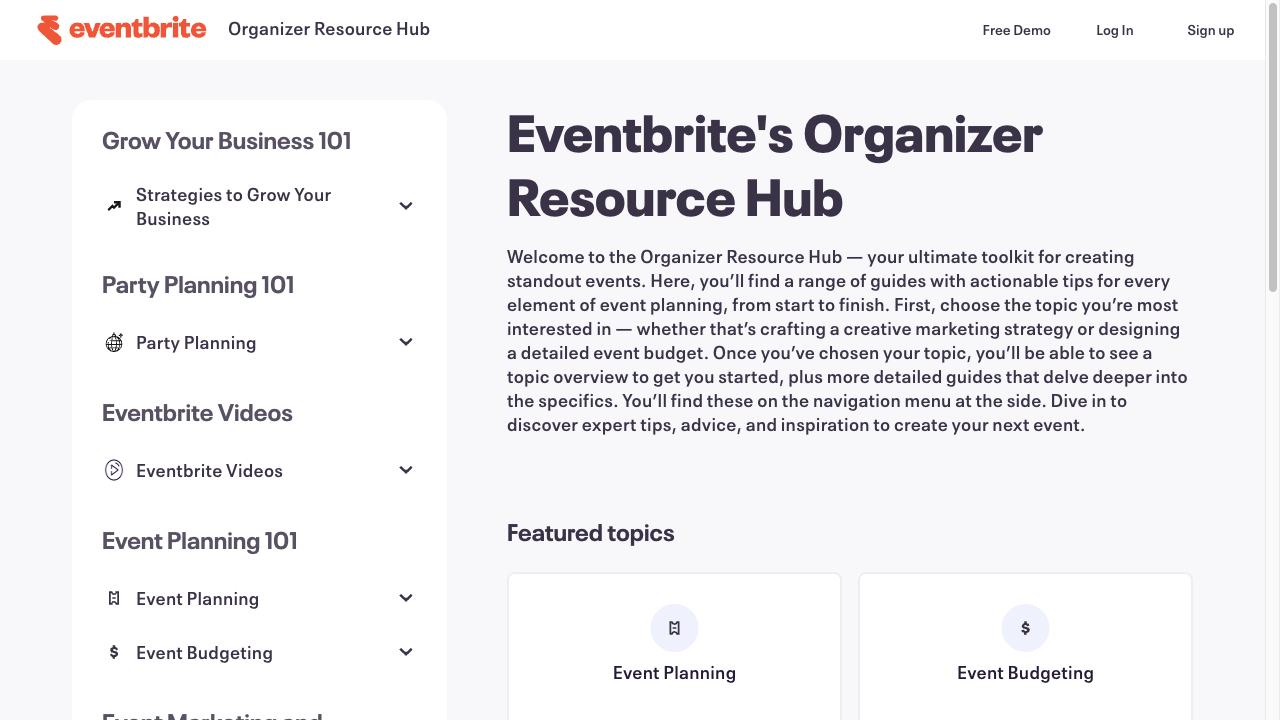 eventbrite
Organizer Resource Hub
Free Demo
Log In
Sign up
Grow Your Business 101
Strategies to Grow Your
Business
Party Planning 101
Party Planning
Eventbrite Videos
Eventbrite Videos
Event Planning 101
Event Planning
Event Budgeting
Event Marketing and
Eventbrite's Organizer
Resource Hub
Welcome to the Organizer Resource Hub — your ultimate toolkit for creating
standout events. Here, you’ll find a range of guides with actionable tips for every
element of event planning, from start to finish. First, choose the topic you’re most
interested in — whether that’s crafting a creative marketing strategy or designing
a detailed event budget. Once you’ve chosen your topic, you’ll be able to see a
topic overview to get you started, plus more detailed guides that delve deeper into
the specifics. You’ll find these on the navigation menu at the side. Dive in to
discover expert tips, advice, and inspiration to create your next event.
Featured topics
Event Planning
Event Budgeting